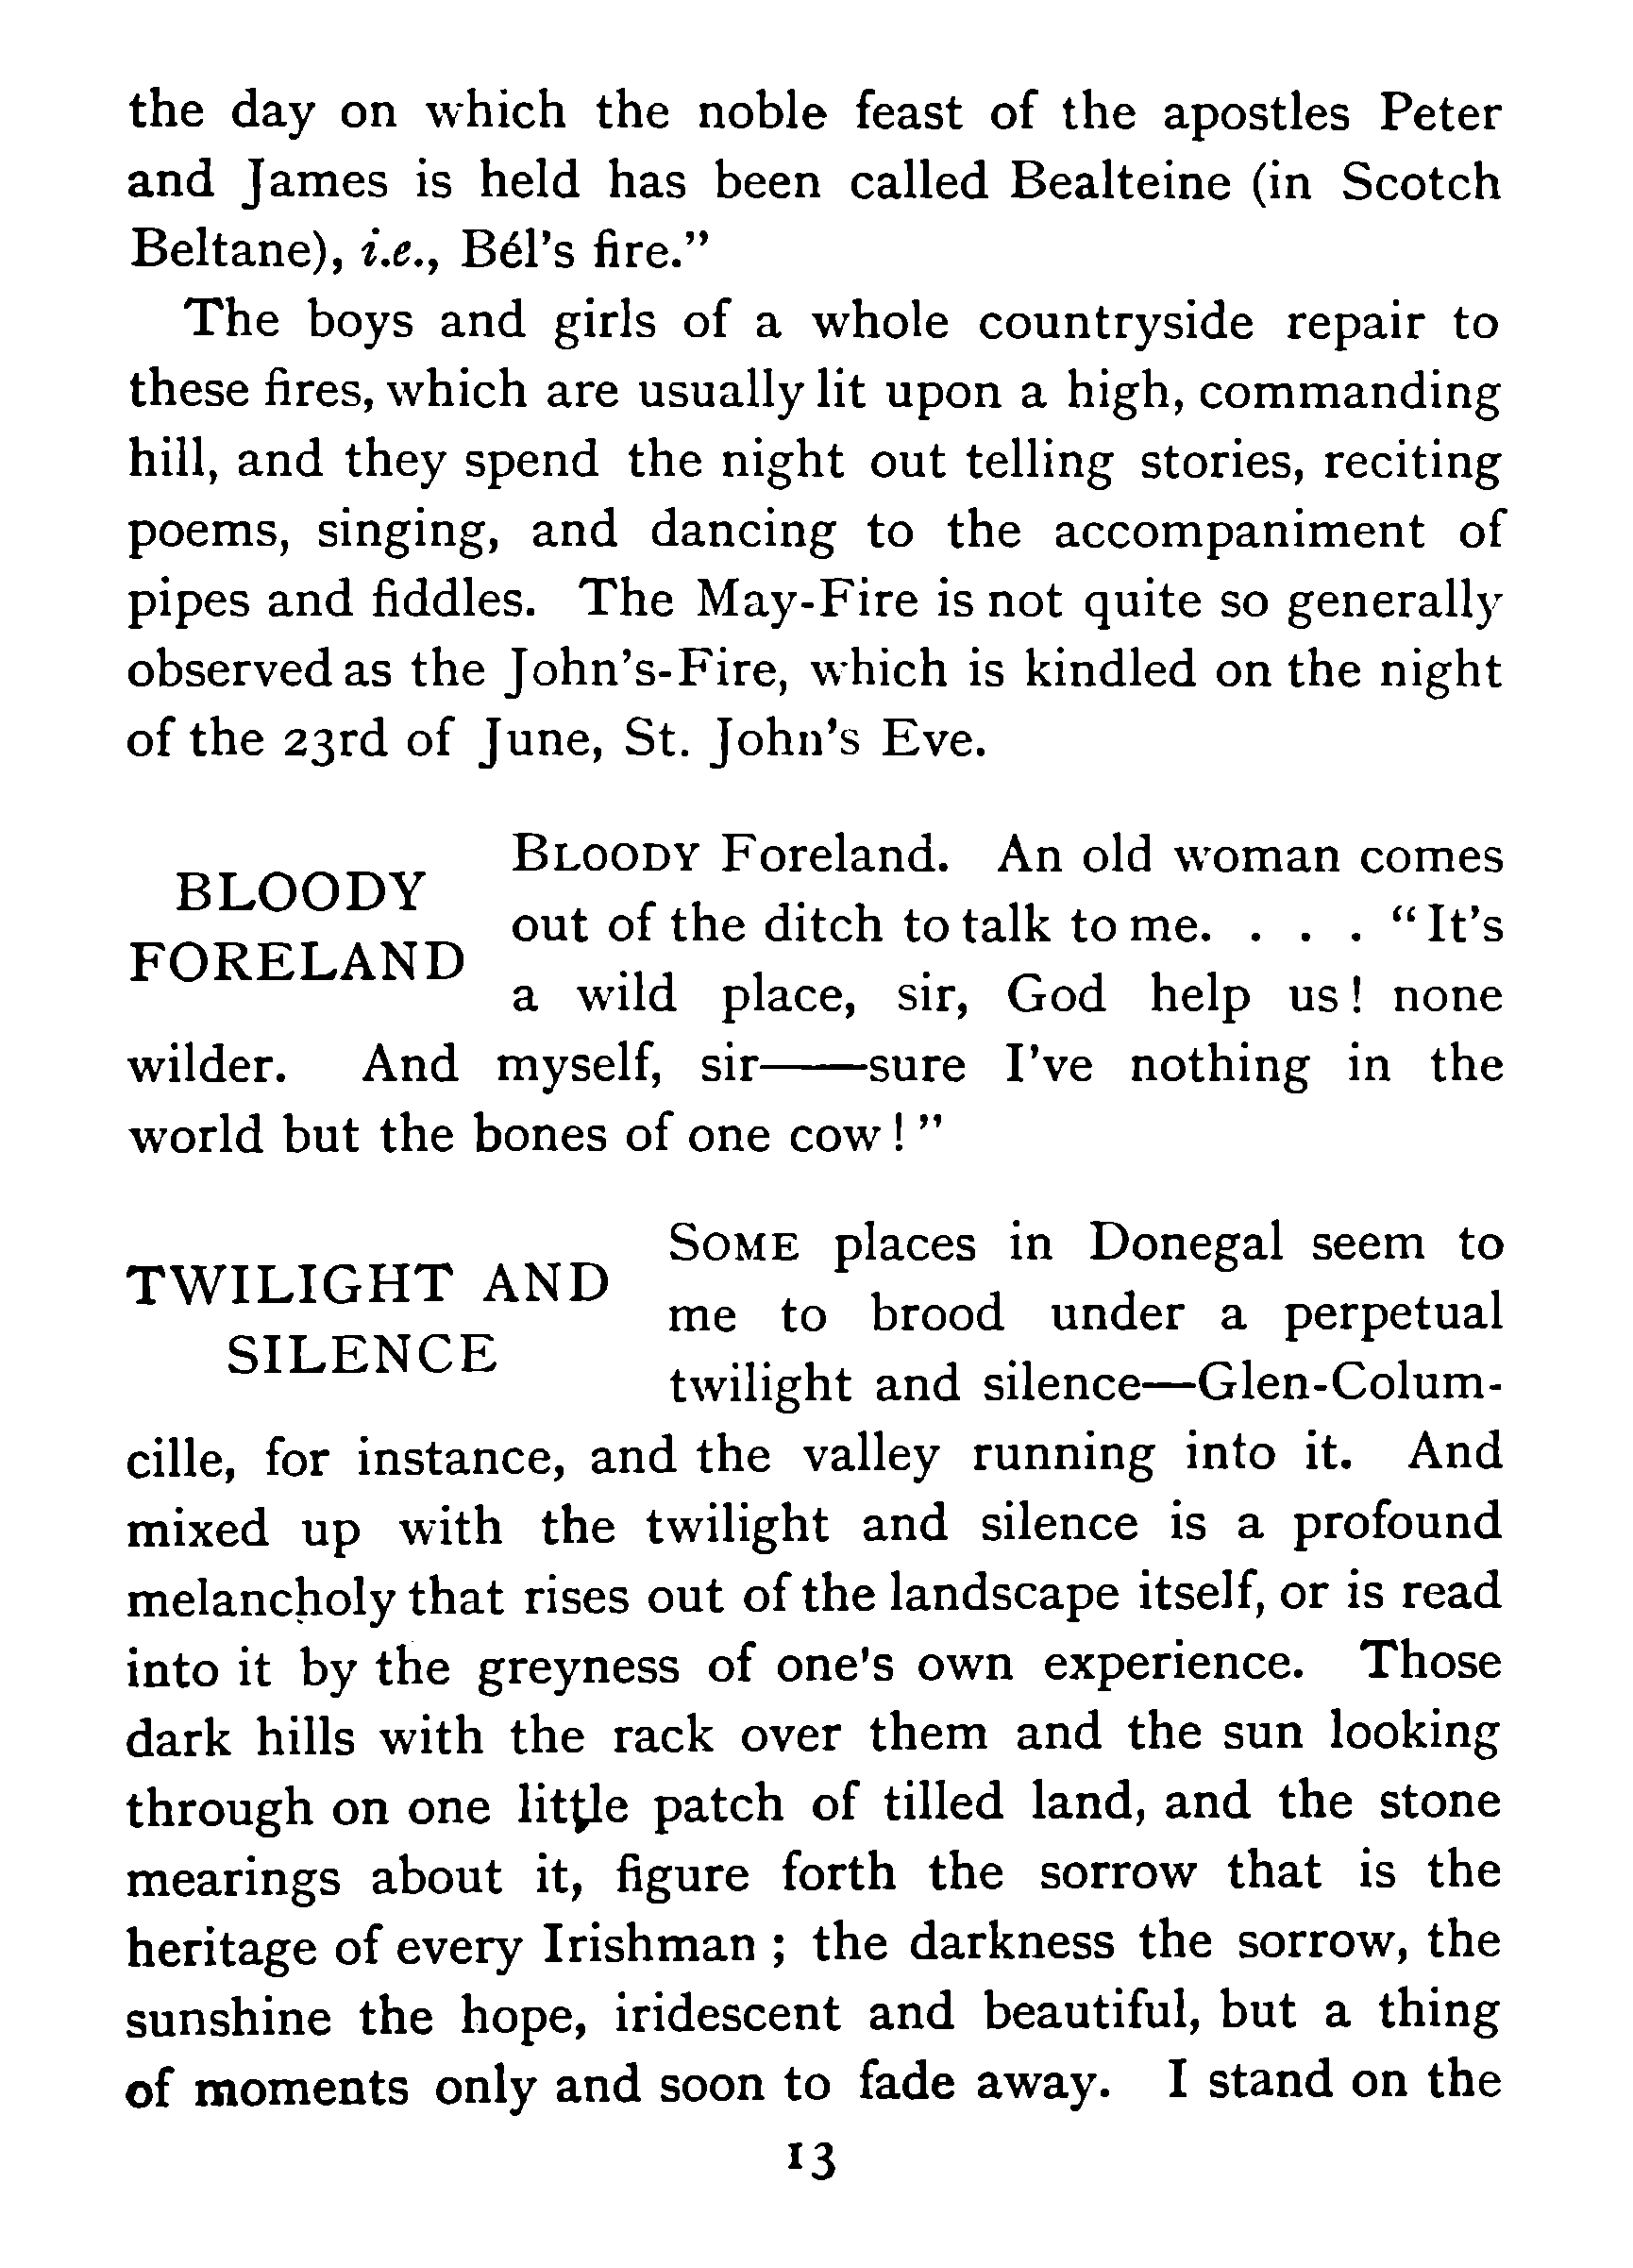 the day on which the noble feast of the apostles Peter
and James is held has been called Bealteine (in Scotch
Beltane), i.e., Bél's fire.”
The boys and girls of a whole countryside repair to
these fires, which are usually lit upon a high, commanding
hill, and they spend the night out telling stories, reciting
poems, singing, and dancing to the accompaniment of
pipes and fiddles. The May-Fire is not quite so generally
observed as the John's-Fire, which is kindled on the night
of the 23rd of June, St. John's Eve.
BLOODY
FORELAND
BLOODY Foreland. An old woman comes
out of the ditch to talk to me. . . . “It's
a wild place, sir, God help us! none
wilder. And myself, sir——sure I've nothing in the
world but the bones of one cow!”
TWILIGHT AND
SILENCE
SOME places in Donegal seem to
me to brood under a perpetual
twilight and silence—Glen-Colum-
cille, for instance, and the valley running into it. And
mixed up with the twilight and silence is a profound
melancholy that rises out of the landscape itself, or is read
into it by the greyness of one's own experience. Those
dark hills with the rack over them and the sun looking
through on one little patch of tilled land, and the stone
mearings about it, figure forth the sorrow that is the
heritage of every Irishman; the darkness the sorrow, the
sunshine the hope, iridescent and beautiful, but a thing
of moments only and soon to fade away. I stand on the
13